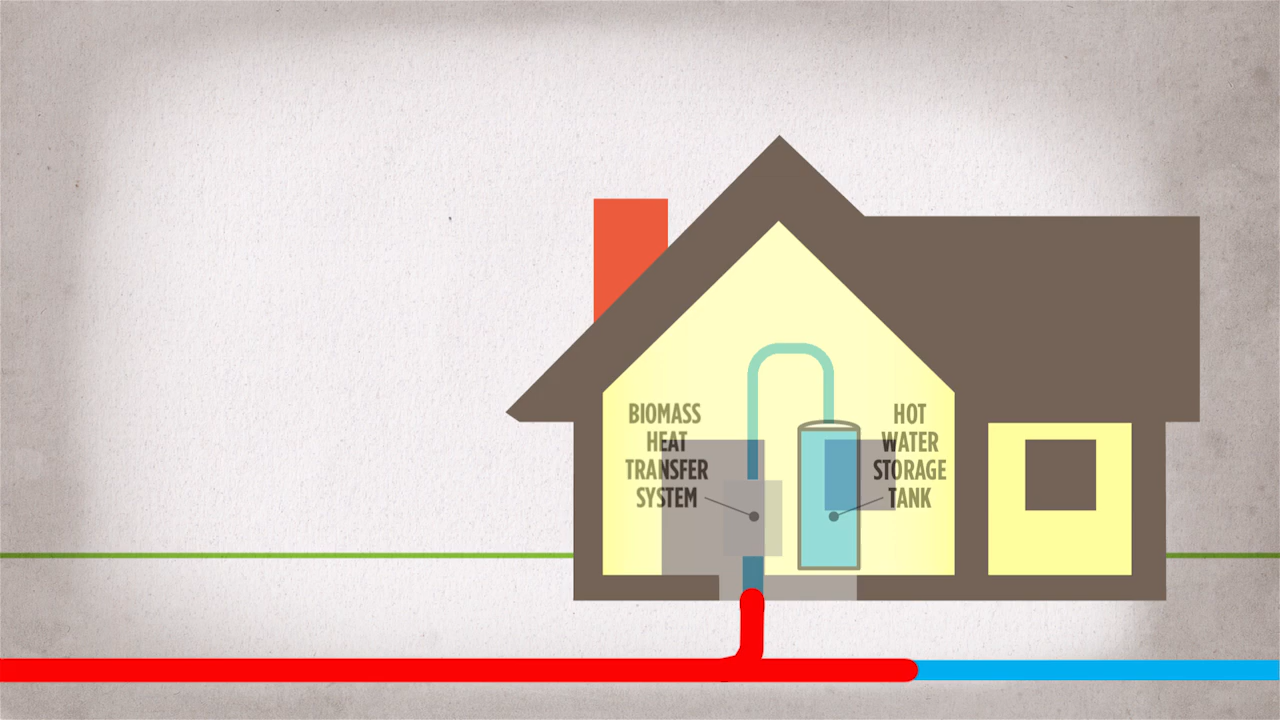 BIOMASS
HEAT
TRANSFER
SYSTEM
HOT
WATER
STORAGE
TANK